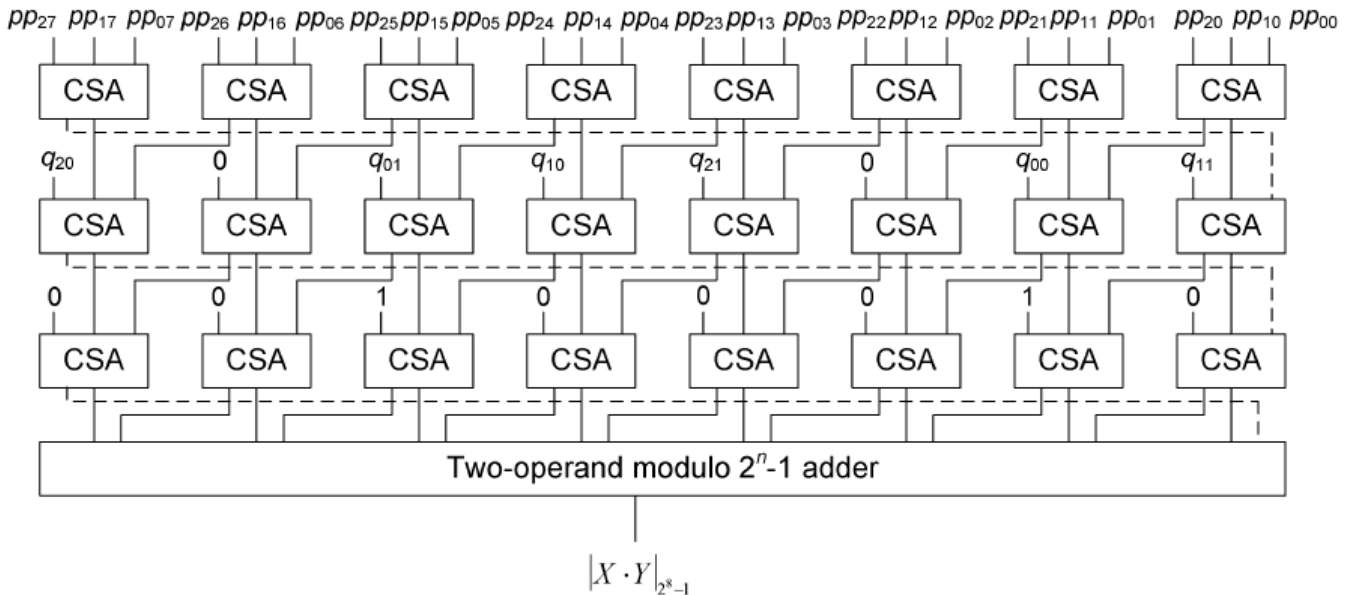 pp27 pp17 pp07 pp26 pp16 pp06 pp25 pp15 pp05 pp24 pp14 pp04 pp23 pp13 pp03 pp22 pp12 pp02 pp21 pp11 pp01 pp20 pp10 pp00
CSA CSA CSA CSA CSA CSA CSA CSA
q20 0 q01 q10 q21 0 q00 q11
CSA CSA CSA CSA CSA CSA CSA CSA
0 0 1 0 0 0 1 0
CSA CSA CSA CSA CSA CSA CSA CSA
Two-operand modulo 2ⁿ-1 adder
|X · Y|2⁸–1